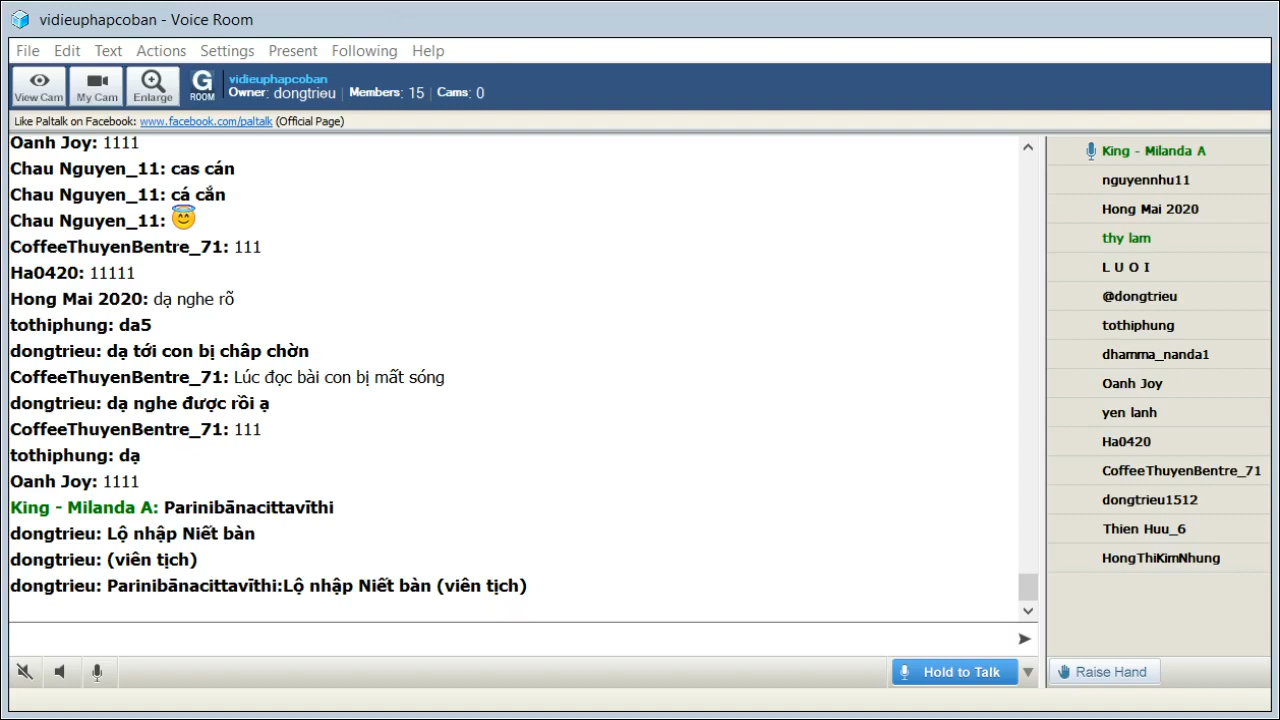 vidieuphapcoban - Voice Room
File Edit Text Actions Settings Present Following Help
View Cam My Cam Enlarge G ROOM
vidieuphapcoban
Owner: dongtrieu | Members: 15 | Cams: 0
Like Paltalk on Facebook: www.facebook.com/paltalk (Official Page)
Oanh Joy: 1111
Chau Nguyen_11: cas cán
Chau Nguyen_11: cá cắn
Chau Nguyen_11:
CoffeeThuyenBentre_71: 111
Ha0420: 11111
Hong Mai 2020: dạ nghe rõ
tothiphung: da5
dongtrieu: dạ tới con bị châp chờn
CoffeeThuyenBentre_71: Lúc đọc bài con bị mất sóng
dongtrieu: dạ nghe được rồi ạ
CoffeeThuyenBentre_71: 111
tothiphung: dạ
Oanh Joy: 1111
King - Milanda A: Parinibānacittavīthi
dongtrieu: Lộ nhập Niết bàn
dongtrieu: (viên tịch)
dongtrieu: Parinibānacittavīthi:Lộ nhập Niết bàn (viên tịch)
King - Milanda A
nguyennhu11
Hong Mai 2020
thy lam
L U O I
@dongtrieu
tothiphung
dhamma_nanda1
Oanh Joy
yen lanh
Ha0420
CoffeeThuyenBentre_71
dongtrieu1512
Thien Huu_6
HongThiKimNhung
Hold to Talk
Raise Hand